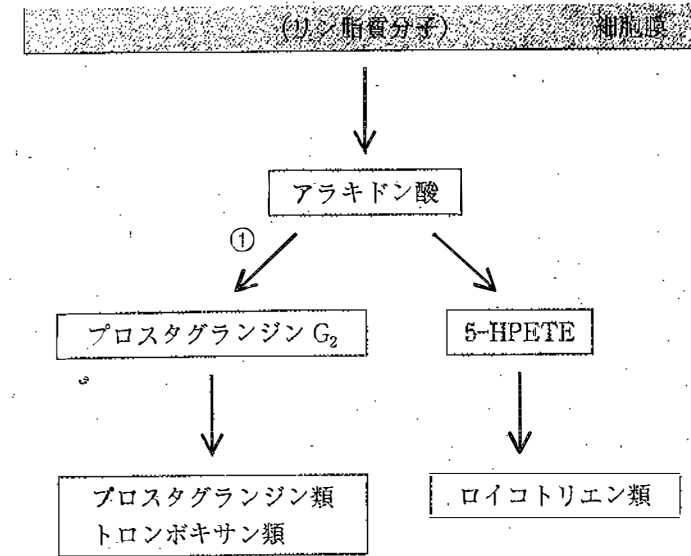 (リン脂質分子) 細胞膜
アラキドン酸
①
プロスタグランジン G₂
5-HPETE
プロスタグランジン類
トロンボキサン類
ロイコトリエン類